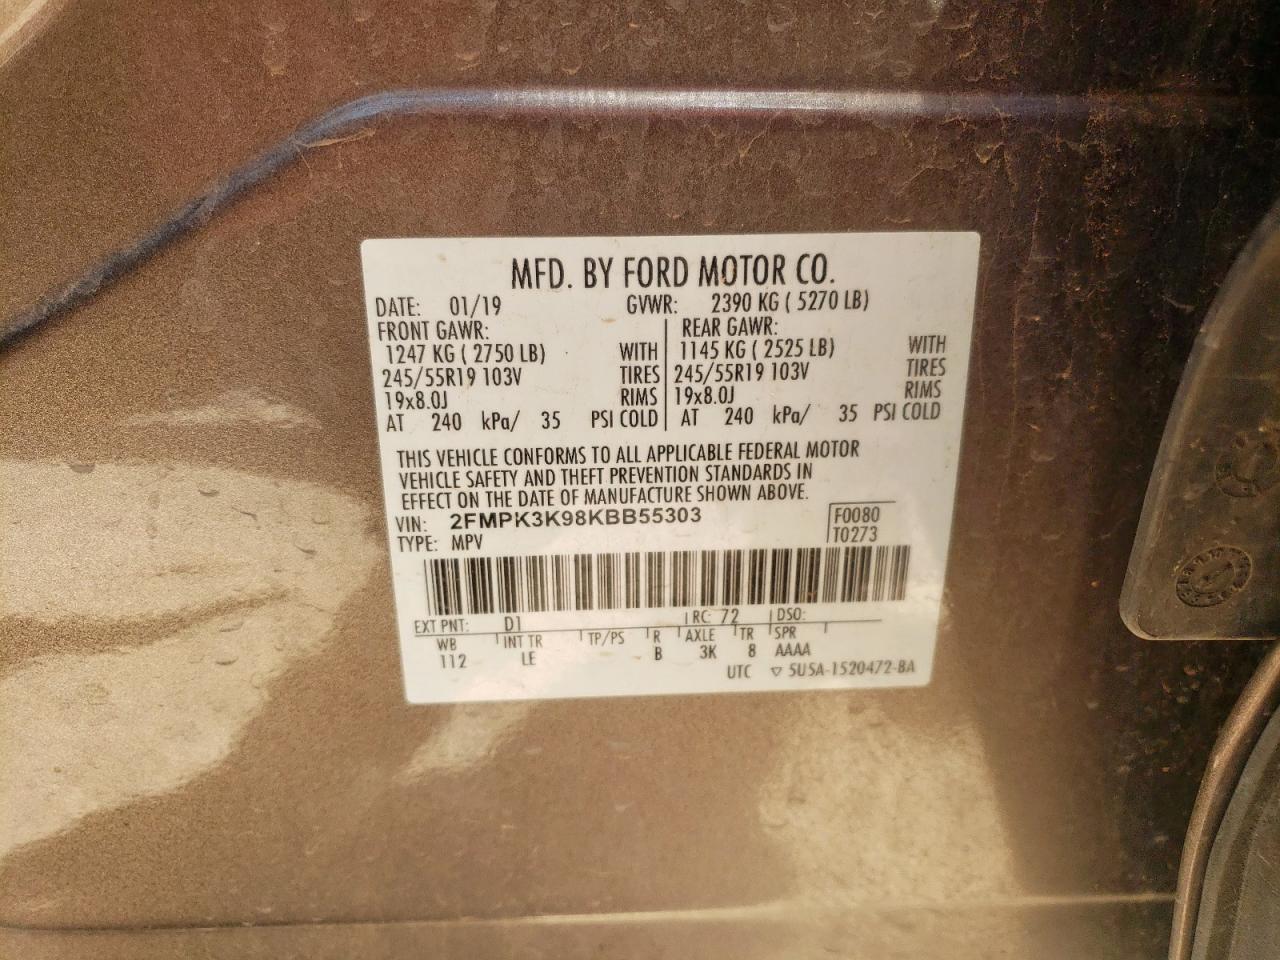 MFD. BY FORD MOTOR CO.
DATE: 01/19 GVWR: 2390 KG ( 5270 LB)
FRONT GAWR: REAR GAWR:
1247 KG ( 2750 LB) WITH 1145 KG ( 2525 LB) WITH
245/55R19 103V TIRES 245/55R19 103V TIRES
19x8.0J RIMS 19x8.0J RIMS
AT 240 kPa/ 35 PSI COLD AT 240 kPa/ 35 PSI COLD
THIS VEHICLE CONFORMS TO ALL APPLICABLE FEDERAL MOTOR
VEHICLE SAFETY AND THEFT PREVENTION STANDARDS IN
EFFECT ON THE DATE OF MANUFACTURE SHOWN ABOVE.
VIN: 2FMPK3K98KBB55303 F0080
TYPE: MPV T0273
EXT PNT: D1 RC: 72 DSO:
WB INT TR TP/PS R AXLE TR SPR
112 LE B 3K 8 AAAA
UTC ▽ 5U5A-1520472-BA